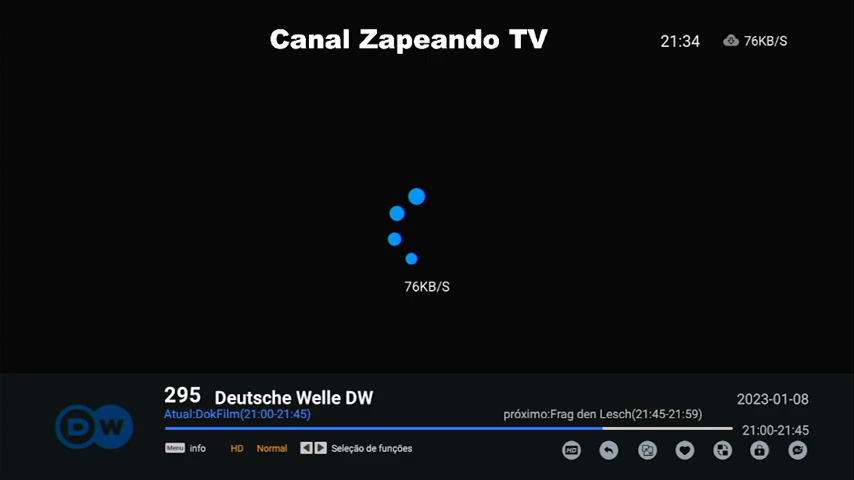 Canal Zapeando TV
21:34 76KB/S
76KB/S
295 Deutsche Welle DW
2023-01-08
Atual:DokFilm(21:00-21:45)
próximo:Frag den Lesch(21:45-21:59)
21:00-21:45
DW
Menu info HD Normal Seleção de funções
HD